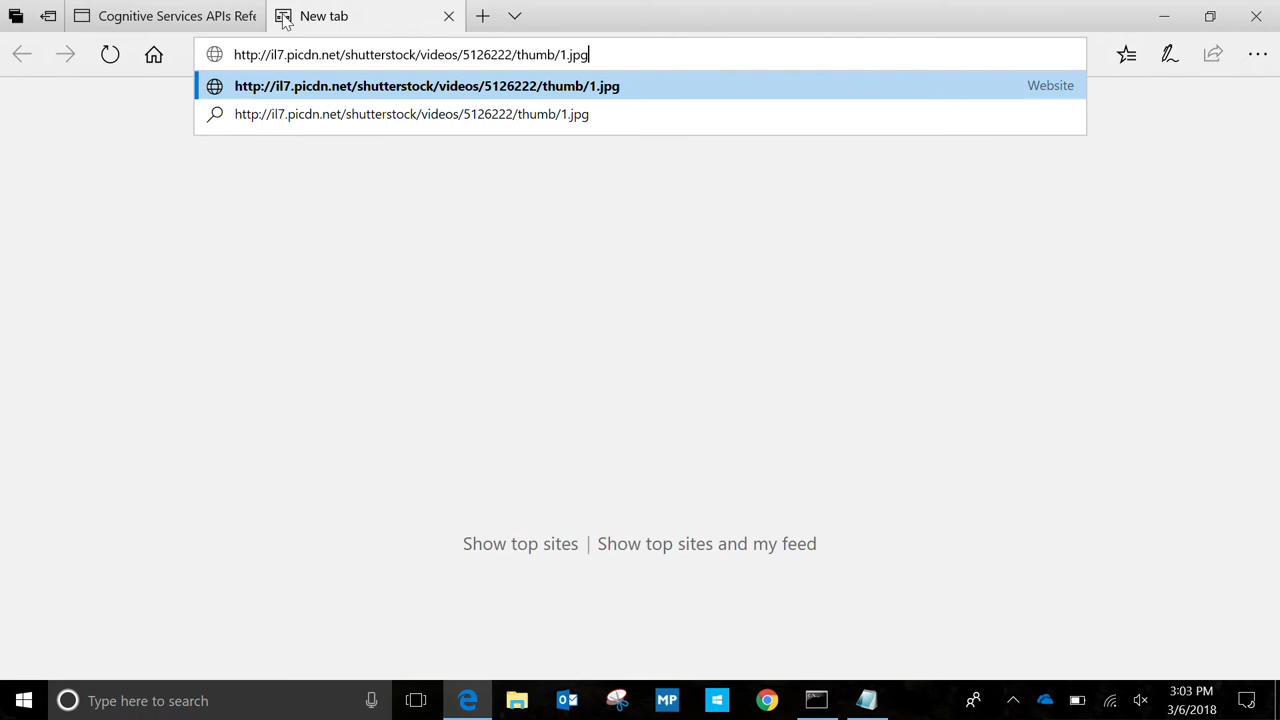 Cognitive Services APIs Refe
New tab
http://il7.picdn.net/shutterstock/videos/5126222/thumb/1.jpg
http://il7.picdn.net/shutterstock/videos/5126222/thumb/1.jpg Website
http://il7.picdn.net/shutterstock/videos/5126222/thumb/1.jpg
Show top sites | Show top sites and my feed
Type here to search
MP
3:03 PM
3/6/2018